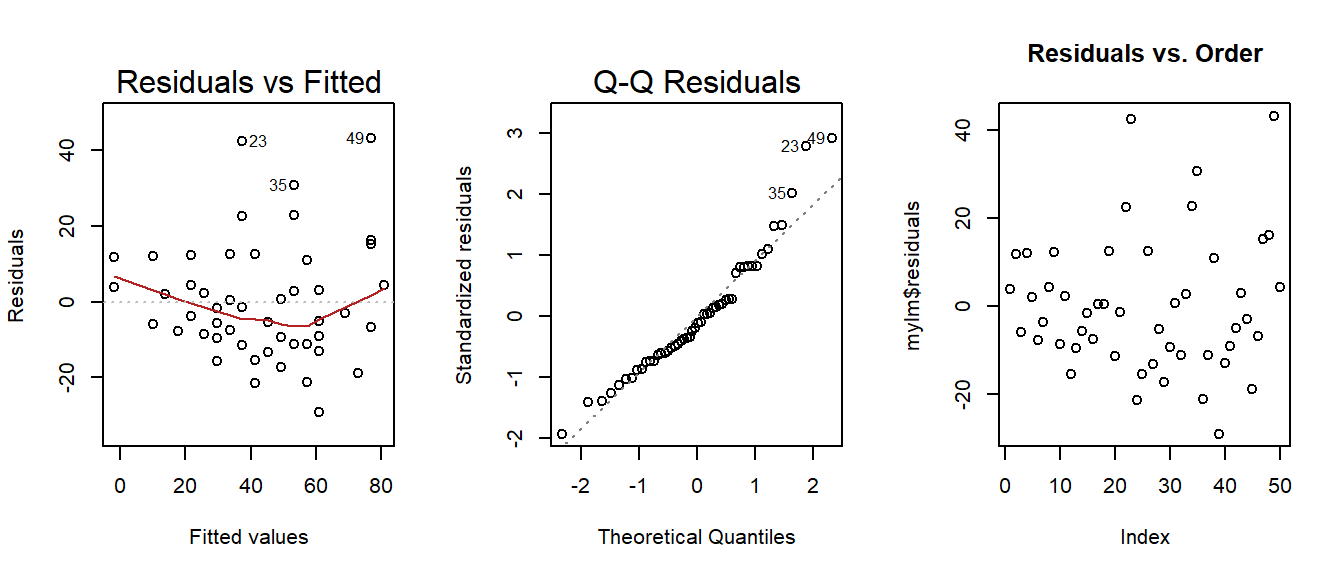 Residuals vs Fitted
Residuals
40
20
0
-20
23
49
35
0 20 40 60 80
Fitted values
Q-Q Residuals
Standardized residuals
3
2
1
0
-1
-2
23
49
35
-2 -1 0 1 2
Theoretical Quantiles
Residuals vs. Order
mylm$residuals
40
20
0
-20
0 10 20 30 40 50
Index